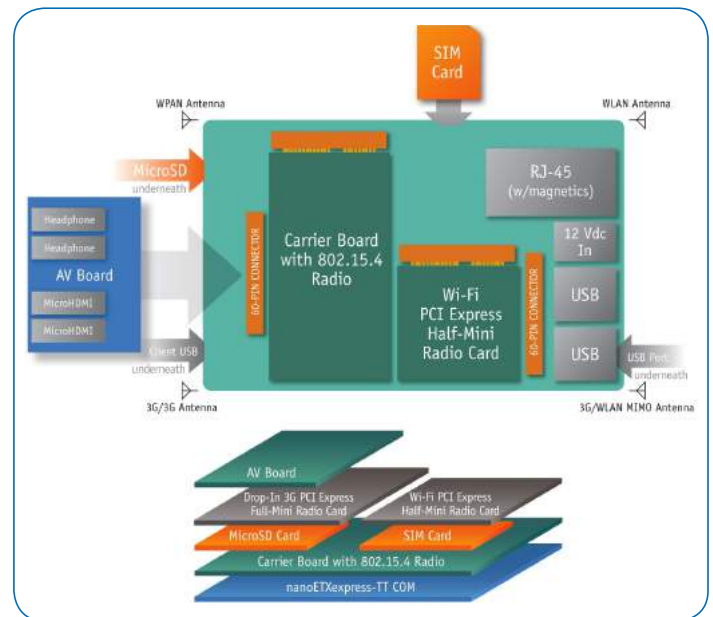 SIM
Card
WPAN Antenna
WLAN Antenna
MicroSD
underneath
RJ-45
(w/magnetics)
Headphone
Headphone
AV Board
MicroHDMI
MicroHDMI
60-PIN CONNECTOR
Carrier Board
with 802.15.4
Radio
12 Vdc
In
Wi-Fi
PCI Express
Half-Mini
Radio Card
60-PIN CONNECTOR
USB
USB
Client USB
underneath
USB Port
underneath
3G/3G Antenna
3G/WLAN MIMO Antenna
AV Board
Drop-In 3G PCI Express
Full-Mini Radio Card
Wi-Fi PCI Express
Half-Mini Radio Card
MicroSD Card
SIM Card
Carrier Board with 802.15.4 Radio
nanoETXexpress-TT COM